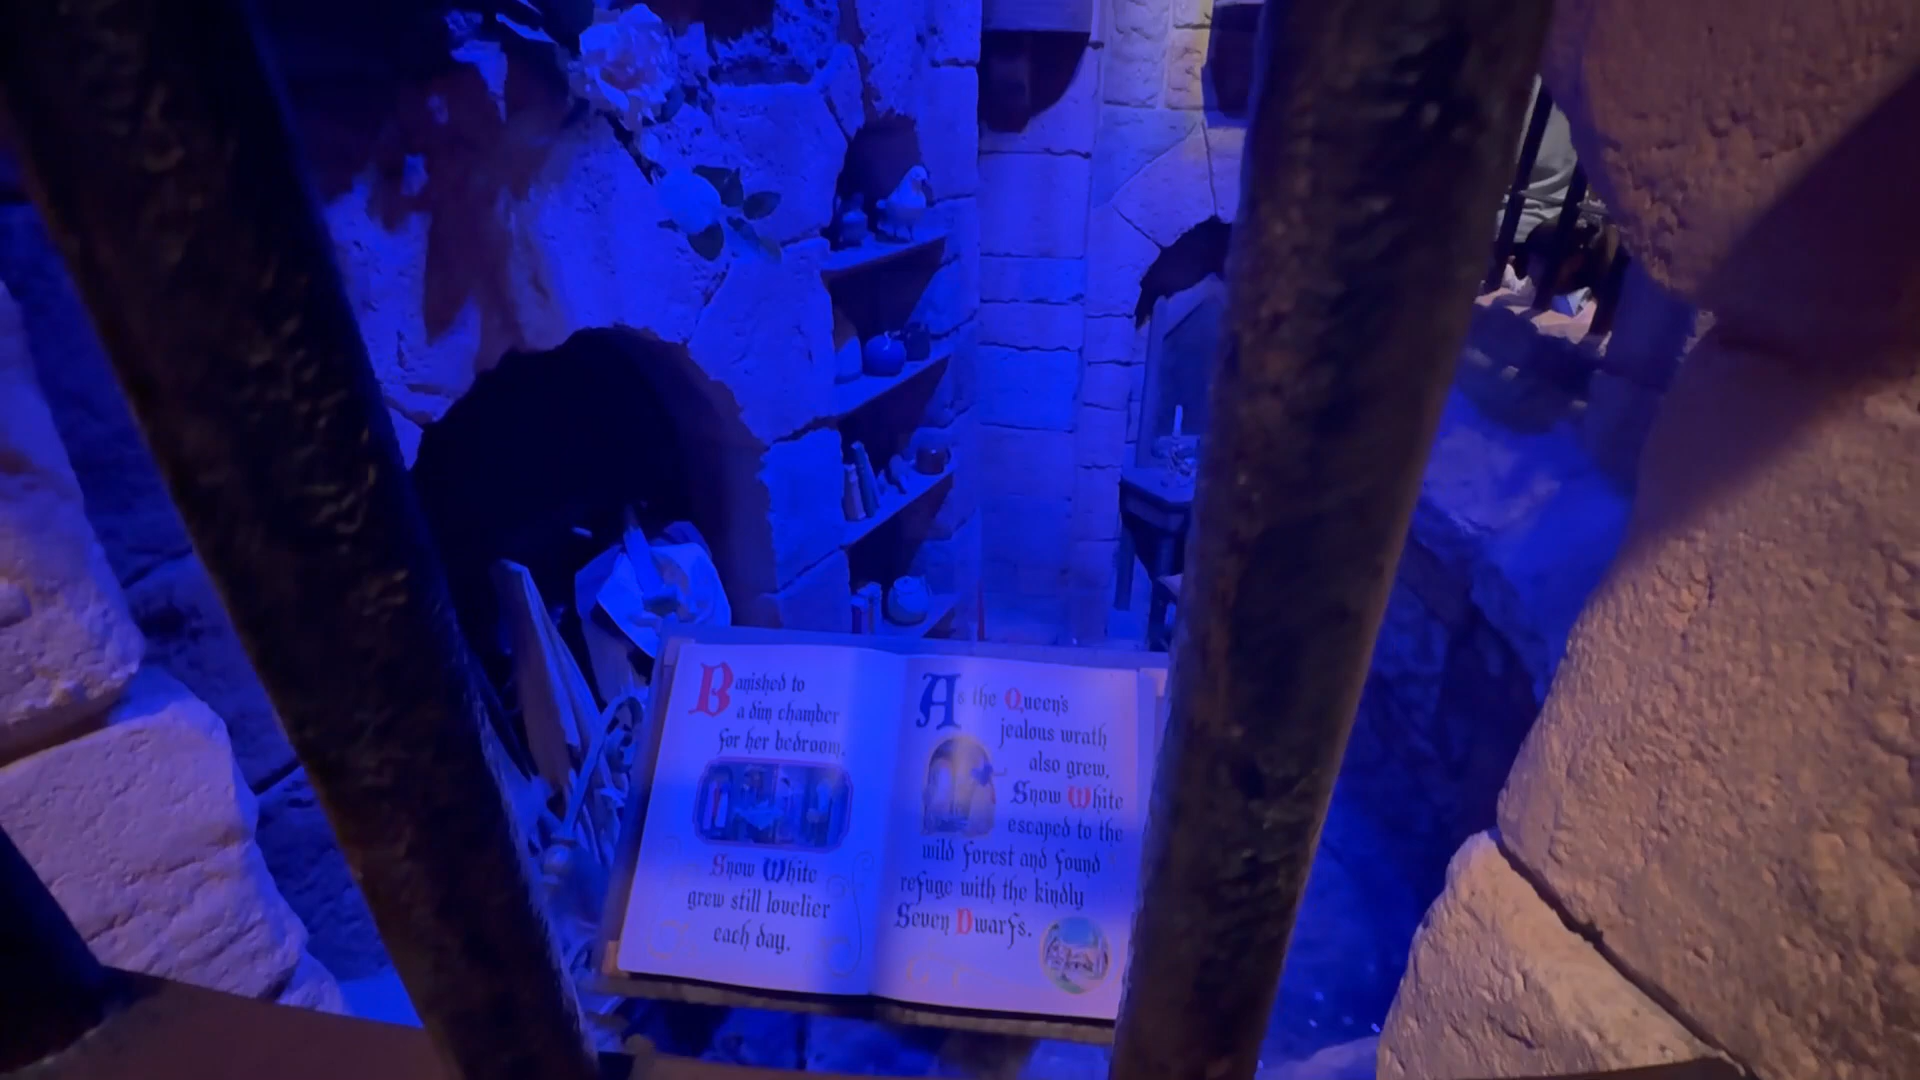 Banished to
a dim chamber
for her bedroom,
Snow White
grew still lovelier
each day.
As the Queen's
jealous wrath
also grew,
Snow White
escaped to the
wild forest and found
refuge with the kindly
Seven Dwarfs.